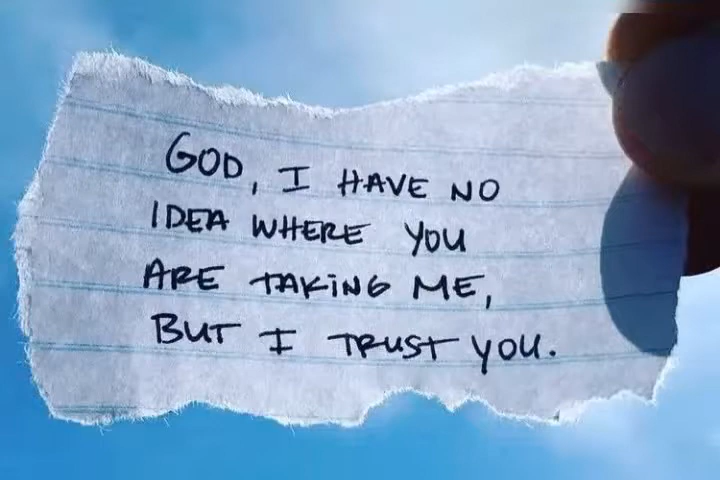 GOD, I HAVE NO
IDEA WHERE YOU
ARE TAKING ME,
BUT I TRUST YOU.